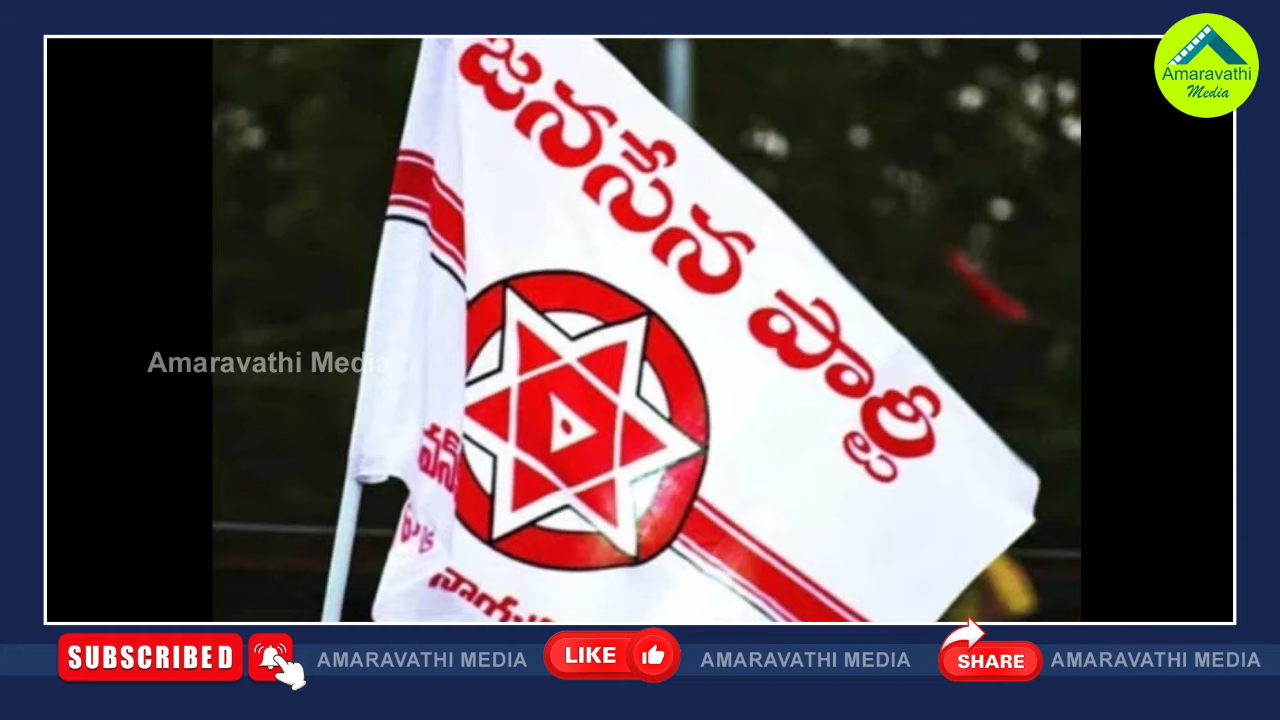 Amaravathi
Media
జనసేన పార్టీ
Amaravathi Media
SUBSCRIBED
AMARAVATHI MEDIA
LIKE
AMARAVATHI MEDIA
SHARE
AMARAVATHI MEDIA